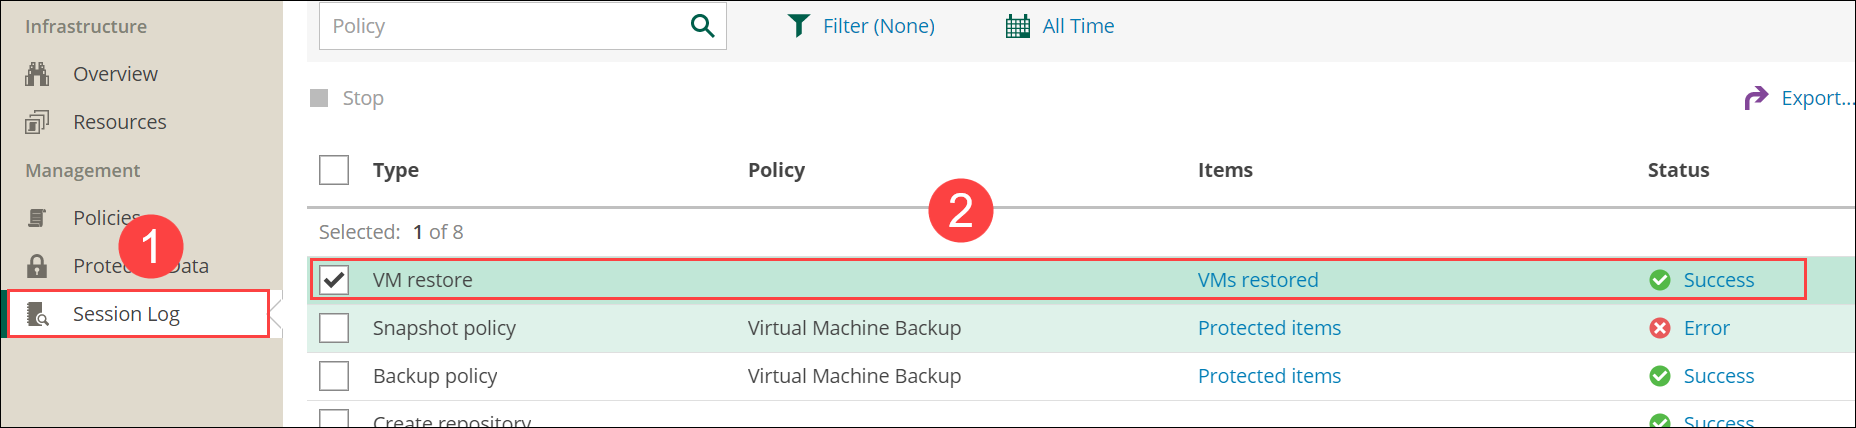 Infrastructure
Overview
Resources
Management
Policies
Protected Data
Session Log
1
Policy
Filter (None)
All Time
Stop
Export...
Type Policy Items Status
2
Selected: 1 of 8
VM restore VMs restored Success
Snapshot policy Virtual Machine Backup Protected items Error
Backup policy Virtual Machine Backup Protected items Success
Create repository Success